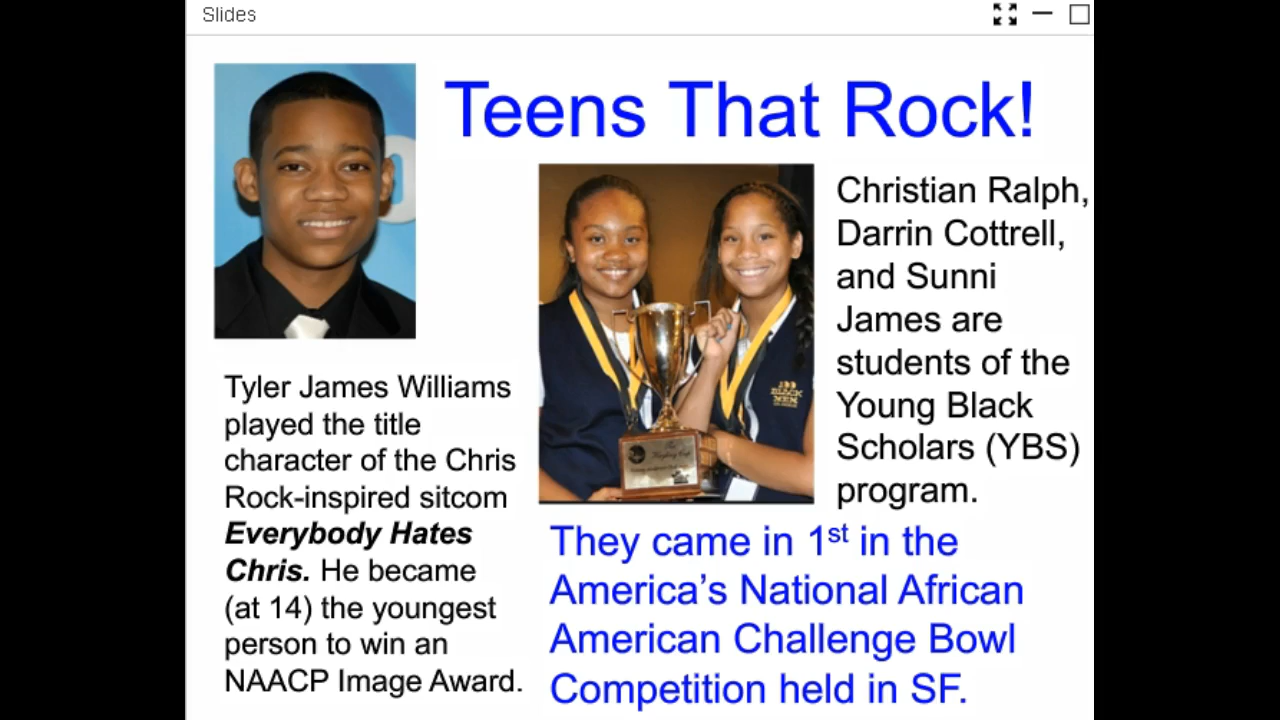 Slides
Teens That Rock!
Christian Ralph,
Darrin Cottrell,
and Sunni
James are
students of the
Young Black
Scholars (YBS)
program.
100
BLACK
MEN
Tyler James Williams
played the title
character of the Chris
Rock-inspired sitcom
Everybody Hates
Chris. He became
(at 14) the youngest
person to win an
NAACP Image Award.
They came in 1st in the
America’s National African
American Challenge Bowl
Competition held in SF.